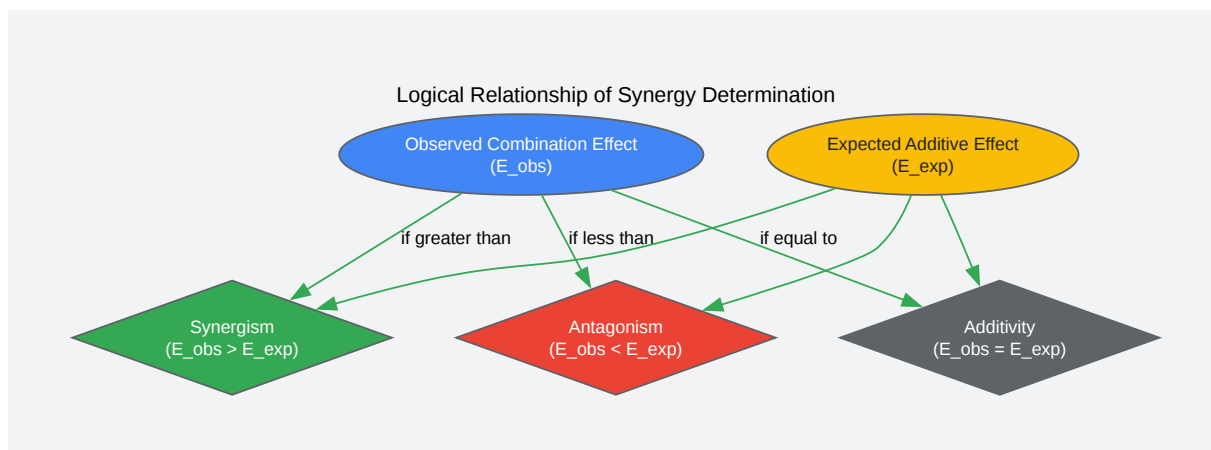 Logical Relationship of Synergy Determination
Observed Combination Effect
(E_obs)
Expected Additive Effect
(E_exp)
if greater than
if less than
if equal to
Synergism
(E_obs > E_exp)
Antagonism
(E_obs < E_exp)
Additivity
(E_obs = E_exp)